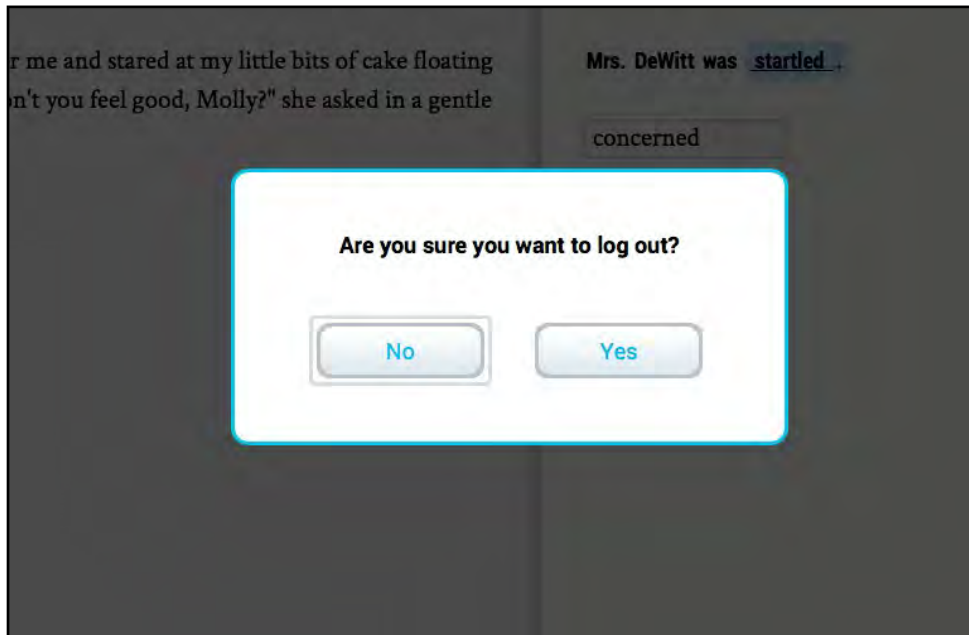 r me and stared at my little bits of cake floating
n't you feel good, Molly?" she asked in a gentle
Mrs. DeWitt was startled .
concerned
Are you sure you want to log out?
No
Yes